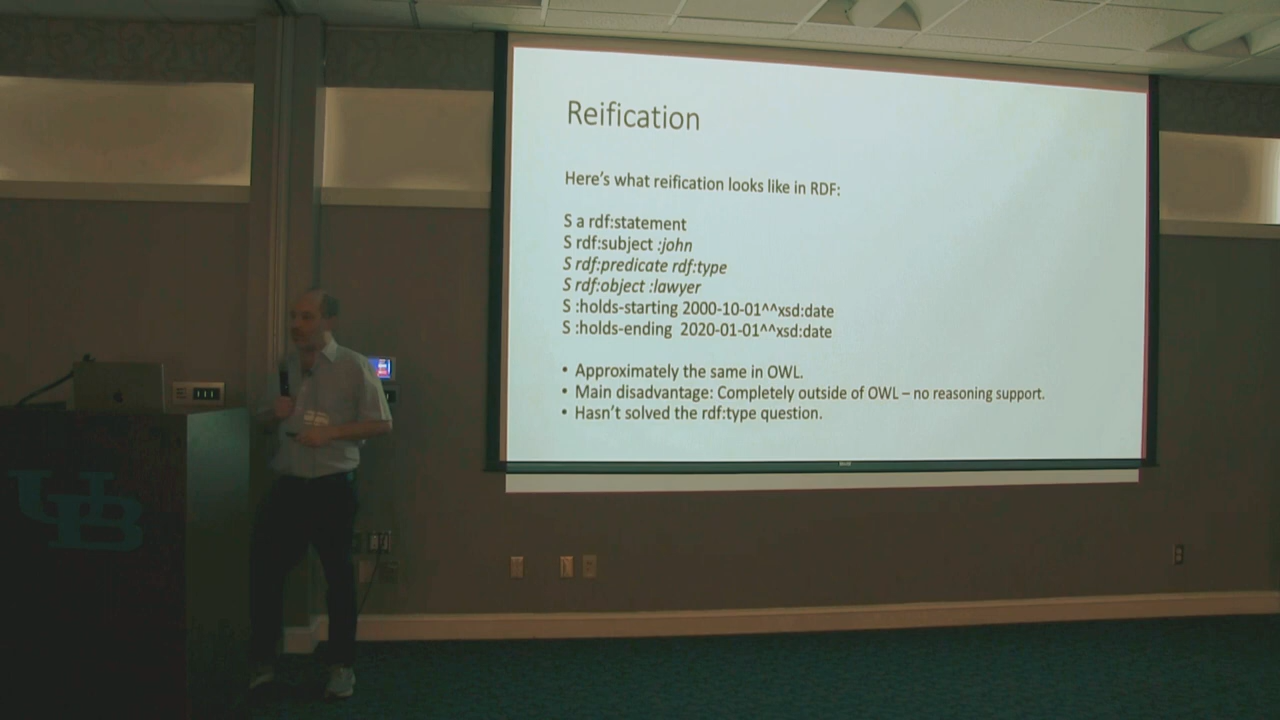 Reification
Here's what reification looks like in RDF:
S a rdf:statement
S rdf:subject :john
S rdf:predicate rdf:type
S rdf:object :lawyer
S :holds-starting 2000-10-01^^xsd:date
S :holds-ending 2020-01-01^^xsd:date
• Approximately the same in OWL.
• Main disadvantage: Completely outside of OWL – no reasoning support.
• Hasn't solved the rdf:type question.
UB